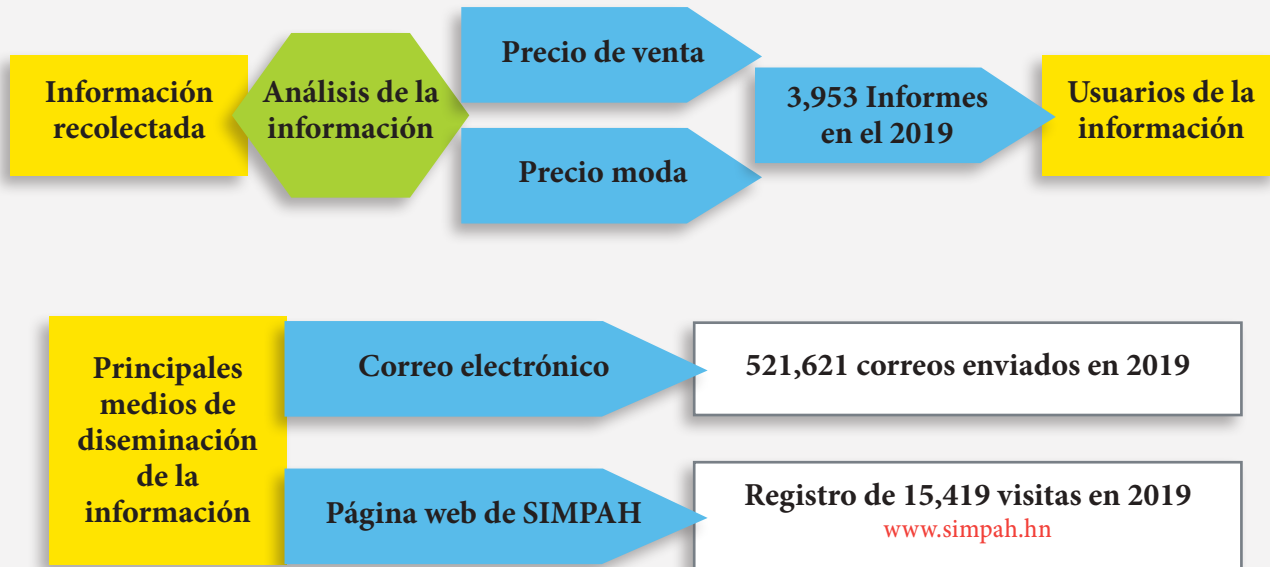 Información
recolectada
Análisis de la
información
Precio de venta
Precio moda
3,953 Informes
en el 2019
Usuarios de la
información
Principales
medios de
diseminación
de la
información
Correo electrónico
521,621 correos enviados en 2019
Página web de SIMPAH
Registro de 15,419 visitas en 2019
www.simpah.hn